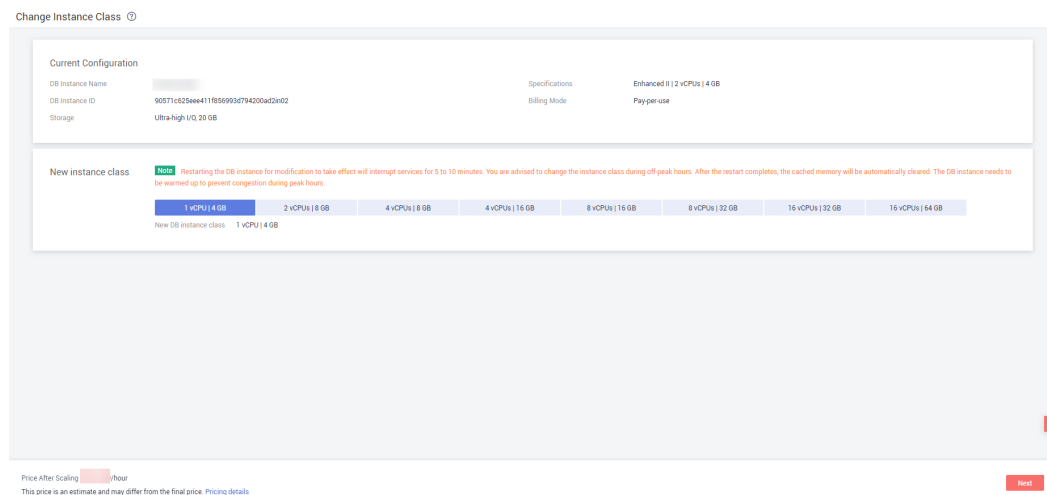 Change Instance Class ?
Current Configuration
DB Instance Name
Specifications Enhanced II | 2 vCPUs | 4 GB
DB Instance ID 90571c625eee411f856993d794200ad2in02
Billing Mode Pay-per-use
Storage Ultra-high I/O, 20 GB
New instance class
Note Restarting the DB instance for modification to take effect will interrupt services for 5 to 10 minutes. You are advised to change the instance class during off-peak hours. After the restart completes, the cached memory will be automatically cleared. The DB instance needs to
be warmed up to prevent congestion during peak hours.
1 vCPU | 4 GB 2 vCPUs | 8 GB 4 vCPUs | 8 GB 4 vCPUs | 16 GB 8 vCPUs | 16 GB 8 vCPUs | 32 GB 16 vCPUs | 32 GB 16 vCPUs | 64 GB
New DB instance class 1 vCPU | 4 GB
Price After Scaling /hour
This price is an estimate and may differ from the final price. Pricing details
Next